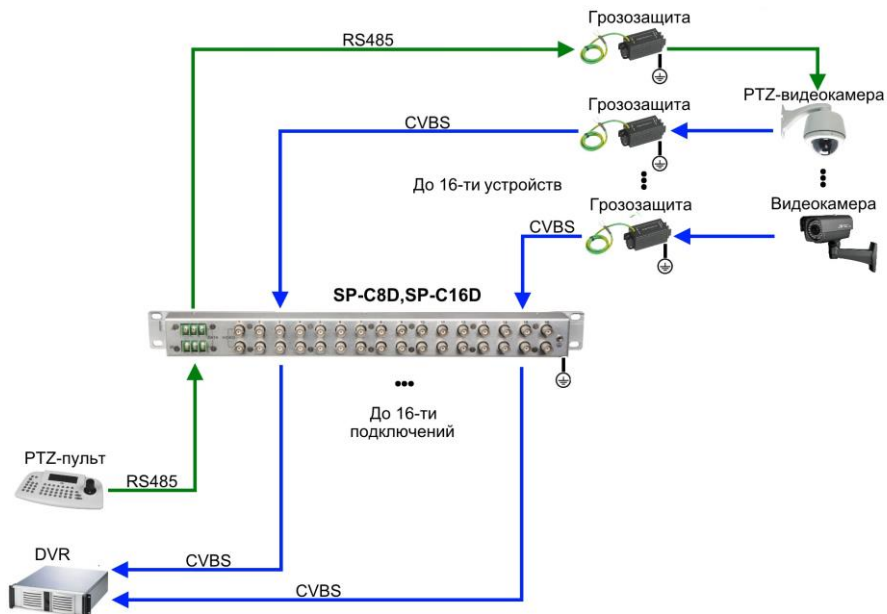 Грозозащита
RS485
Грозозащита
PTZ-видеокамера
CVBS
До 16-ти устройств
Грозозащита
Видеокамера
CVBS
SP-C8D,SP-C16D
До 16-ти
подключений
PTZ-пульт
RS485
DVR
CVBS
CVBS